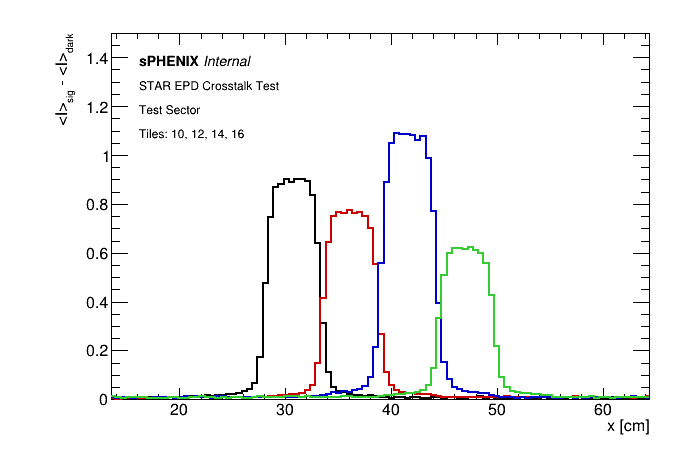 <I>sig - <I>dark
sPHENIX Internal
STAR EPD Crosstalk Test
Test Sector
Tiles: 10, 12, 14, 16
1.4
1.2
1
0.8
0.6
0.4
0.2
0
20 30 40 50 60
x [cm]